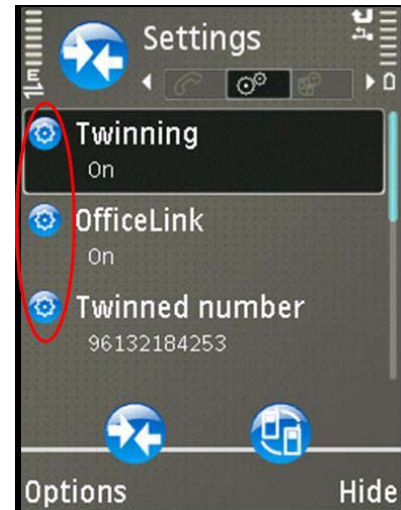 Settings
E
Twinning
On
OfficeLink
On
Twinned number
96132184253
Options
Hide